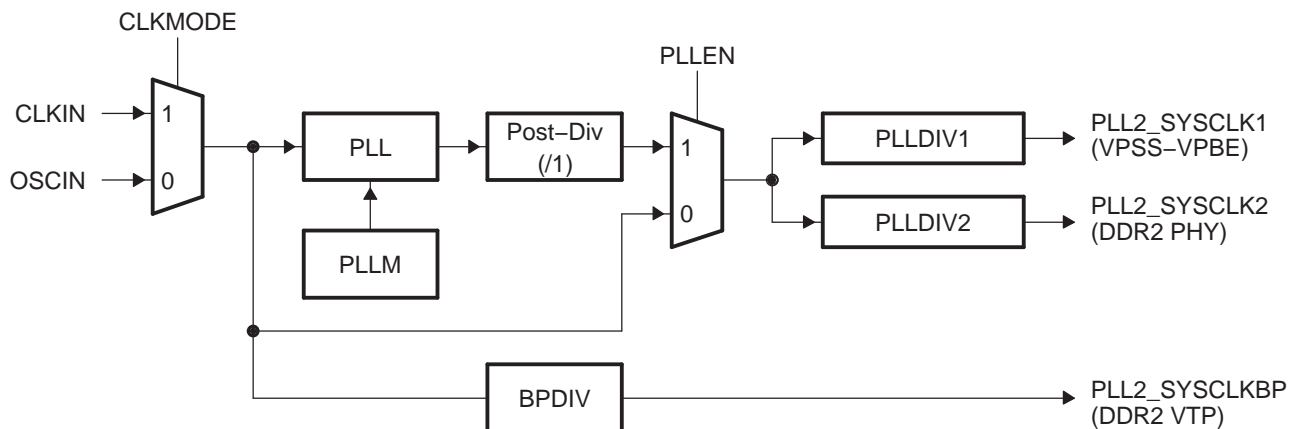 CLKMODE
CLKIN
1
OSCIN
0
PLL
PLLM
Post−Div
(/1)
PLLEN
1
0
PLLDIV1
PLL2_SYSCLK1
(VPSS−VPBE)
PLLDIV2
PLL2_SYSCLK2
(DDR2 PHY)
BPDIV
PLL2_SYSCLKBP
(DDR2 VTP)